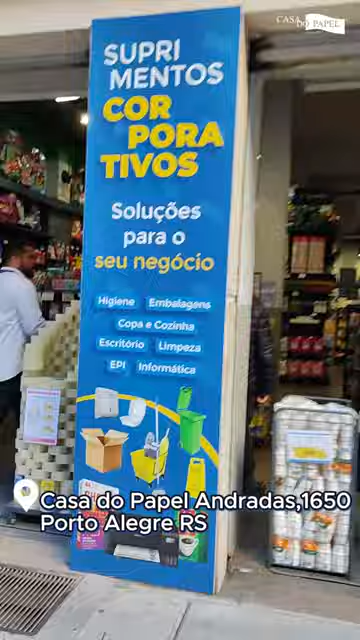 CASA DO PAPEL
SUPRI
MENTOS
COR
PORA
TIVOS
Soluções
para o
seu negócio
Higiene Embalagens
Copa e Cozinha
Escritório Limpeza
EPI Informática
Casa do Papel Andradas,1650
Porto Alegre RS